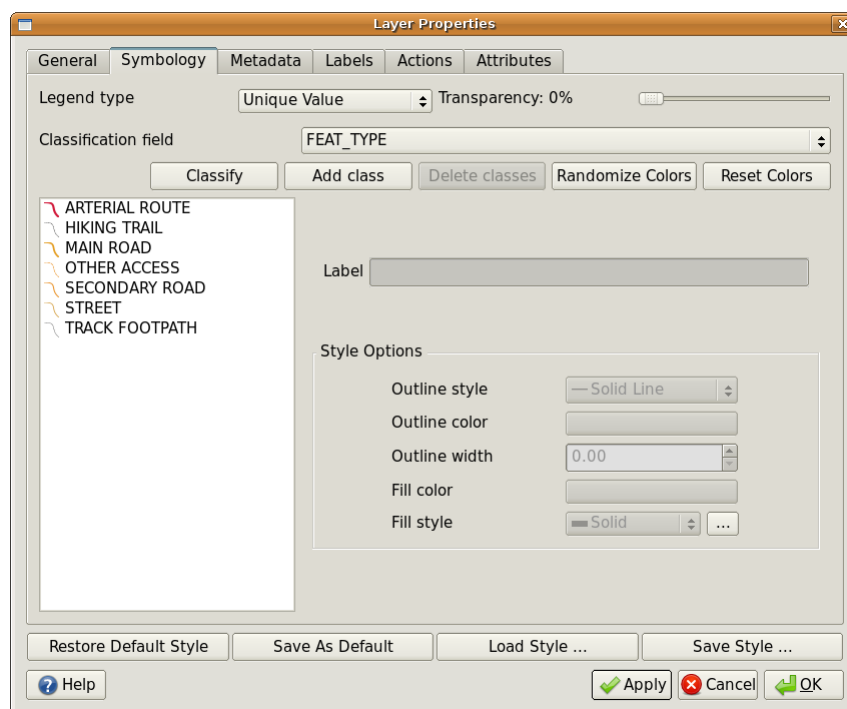 Layer Properties
General Symbology Metadata Labels Actions Attributes
Legend type Unique Value Transparency: 0%
Classification field FEAT_TYPE
Classify Add class Delete classes Randomize Colors Reset Colors
ARTERIAL ROUTE
HIKING TRAIL
MAIN ROAD
OTHER ACCESS
SECONDARY ROAD
STREET
TRACK FOOTPATH
Label
Style Options
Outline style Solid Line
Outline color
Outline width 0.00
Fill color
Fill style Solid ...
Restore Default Style Save As Default Load Style ... Save Style ...
Help Apply Cancel OK